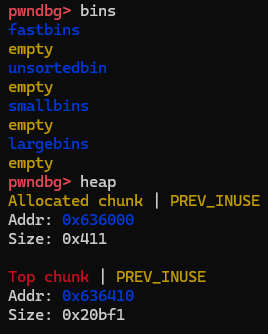 pwndbg> bins
fastbins
empty
unsortedbin
empty
smallbins
empty
largebins
empty
pwndbg> heap
Allocated chunk | PREV_INUSE
Addr: 0x636000
Size: 0x411
Top chunk | PREV_INUSE
Addr: 0x636410
Size: 0x20bf1